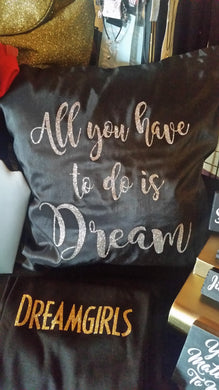 All you have
to do is
Dream
DREAMGIRLS